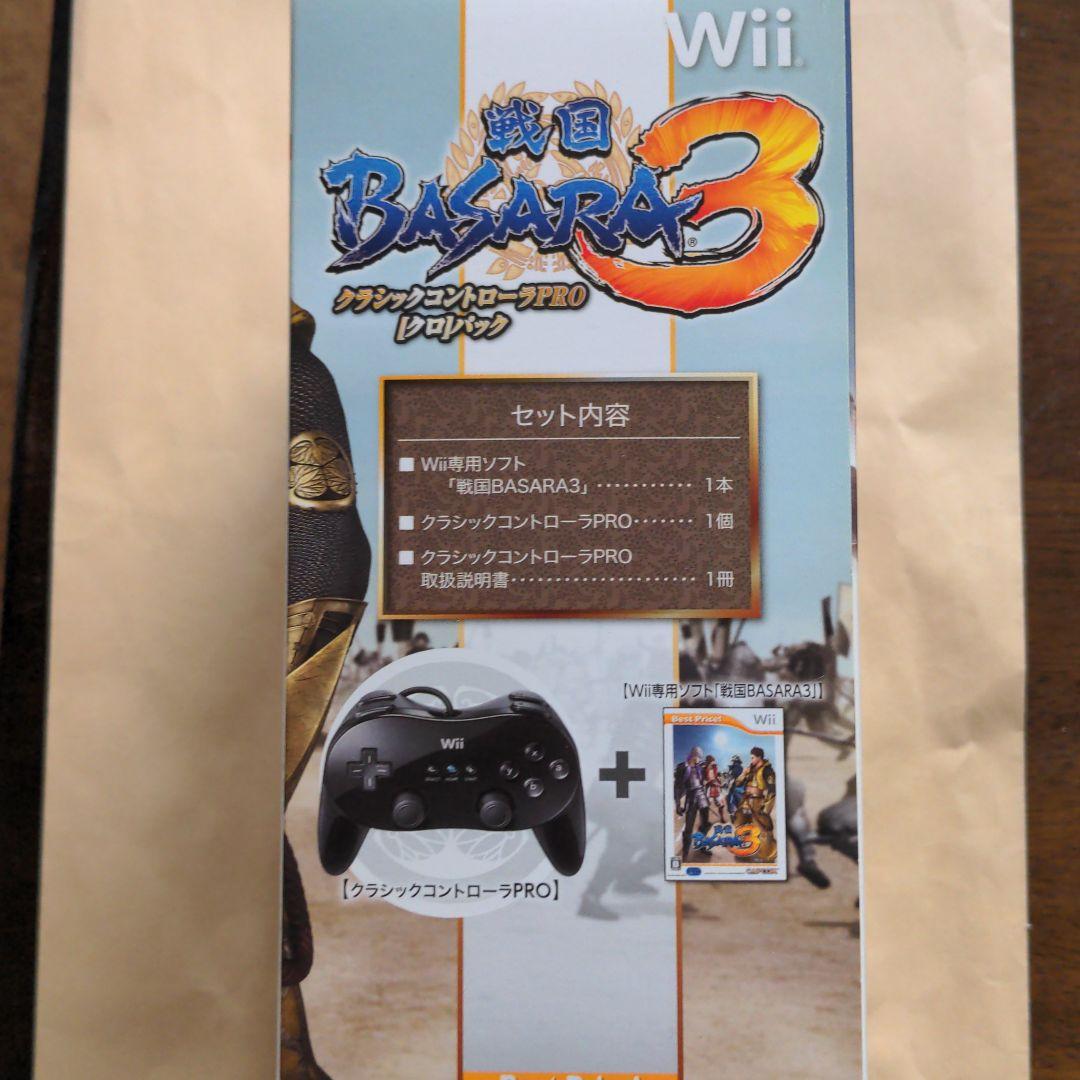 Wii
戦国
BASARA3
クラシックコントローラPRO
[クロ]パック
セット内容
■ Wii専用ソフト
「戦国BASARA3」・・・・・・・・・・・ 1本
■ クラシックコントローラPRO・・・・・・・ 1個
■ クラシックコントローラPRO
取扱説明書・・・・・・・・・・・・・・・・・・・・・・ 1冊
【Wii専用ソフト「戦国BASARA3」】
Best Price!
Wii
戦国
BASARA3
CAPCOM
Wii
+
x
y
a
b
【クラシックコントローラPRO】